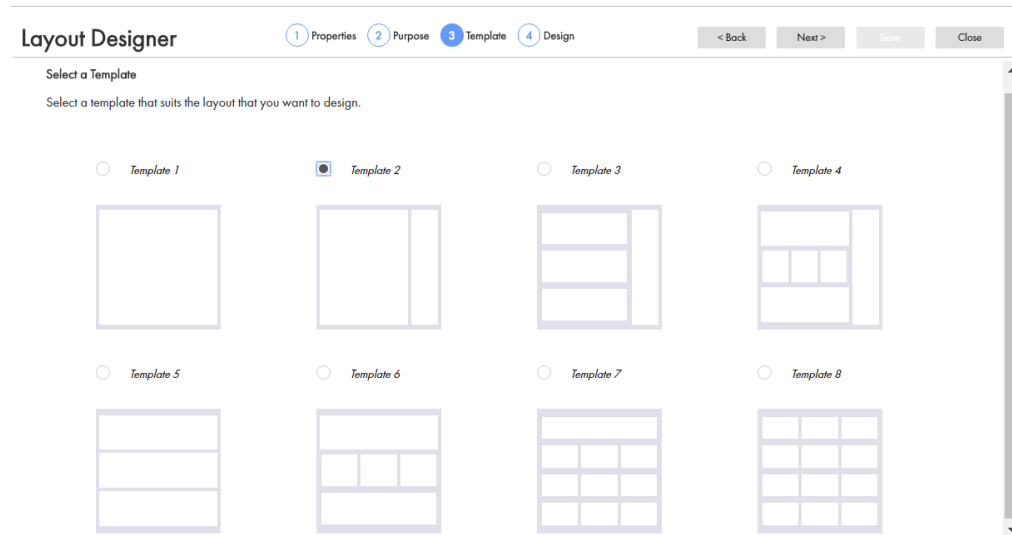 Layout Designer
1 Properties 2 Purpose 3 Template 4 Design
< Back Next > Save Close
Select a Template
Select a template that suits the layout that you want to design.
Template 1 Template 2 Template 3 Template 4
Template 5 Template 6 Template 7 Template 8